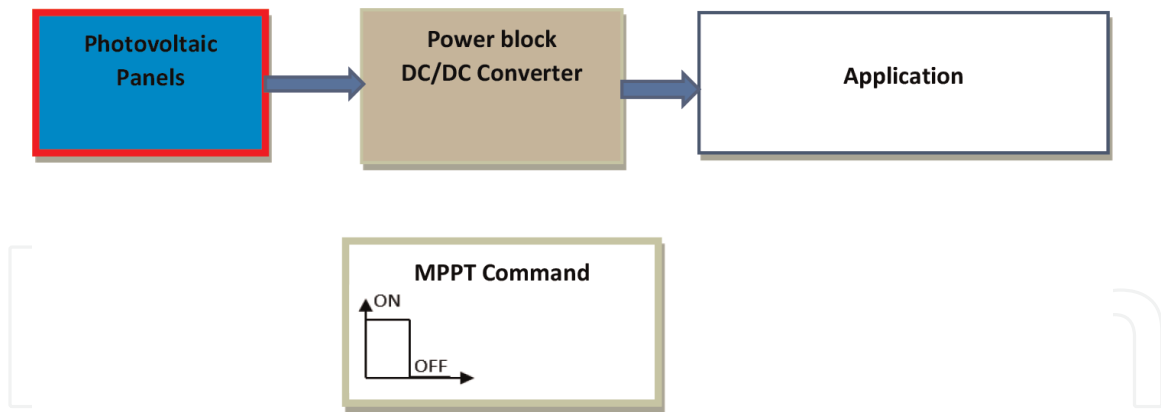 Photovoltaic
Panels
Power block
DC/DC Converter
Application
MPPT Command
ON
OFF